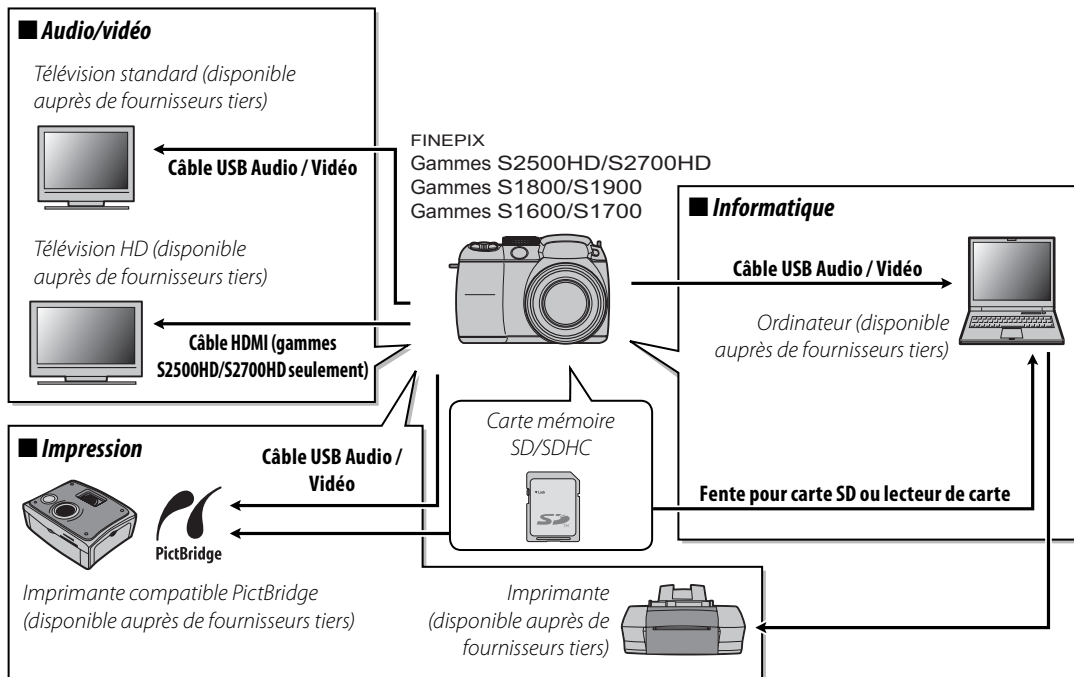 ■ Audio/vidéo
Télévision standard (disponible
auprès de fournisseurs tiers)
Câble USB Audio / Vidéo
Télévision HD (disponible
auprès de fournisseurs tiers)
Câble HDMI (gammes
S2500HD/S2700HD seulement)
FINEPIX
Gammes S2500HD/S2700HD
Gammes S1800/S1900
Gammes S1600/S1700
■ Informatique
Câble USB Audio / Vidéo
Ordinateur (disponible
auprès de fournisseurs tiers)
Carte mémoire
SD/SDHC
Lock
SD
Fente pour carte SD ou lecteur de carte
■ Impression
Câble USB Audio /
Vidéo
PictBridge
Imprimante compatible PictBridge
(disponible auprès de fournisseurs tiers)
Imprimante
(disponible auprès de
fournisseurs tiers)